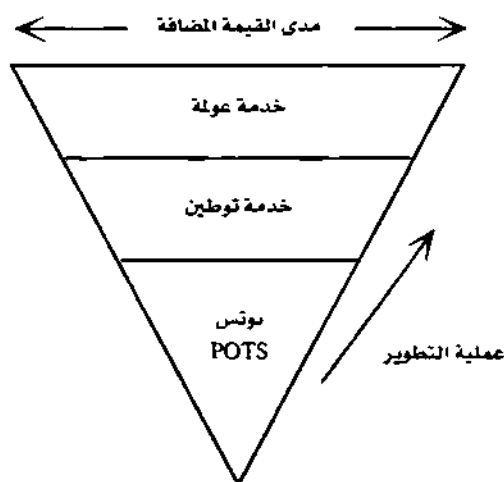 مدى القيمة المضافة
خدمة عولمة
خدمة توطين
بوتس
POTS
عملية التطوير